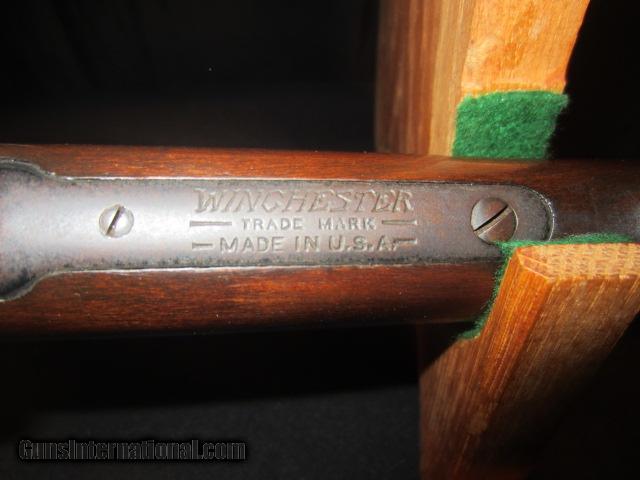 WINCHESTER
TRADE MARK
MADE IN U.S.A.
GunsInternational.com